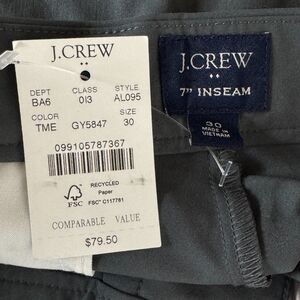 J.CREW
DEPT CLASS STYLE
BA6 013 AL095
COLOR SIZE
TME GY5847 30
099105787367
FSC
RECYCLED
Paper
FSC® C117781
COMPARABLE VALUE
$79.50
J.CREW
7" INSEAM
30
MADE IN
VIETNAM